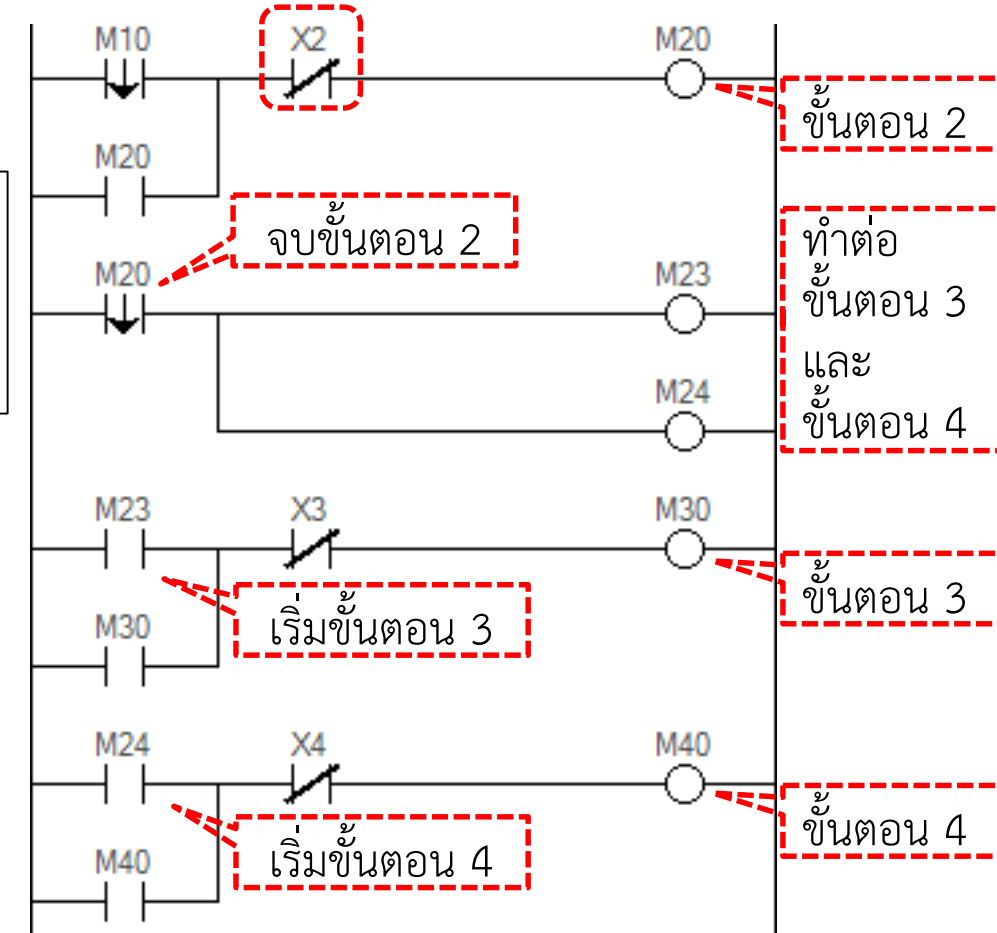 M10
X2
M20
ขั้นตอน 2
M20
จบขั้นตอน 2
M20
M23
ทำต่อ
ขั้นตอน 3
และ
ขั้นตอน 4
M24
M23
X3
M30
ขั้นตอน 3
เริ่มขั้นตอน 3
M30
M24
X4
M40
ขั้นตอน 4
เริ่มขั้นตอน 4
M40